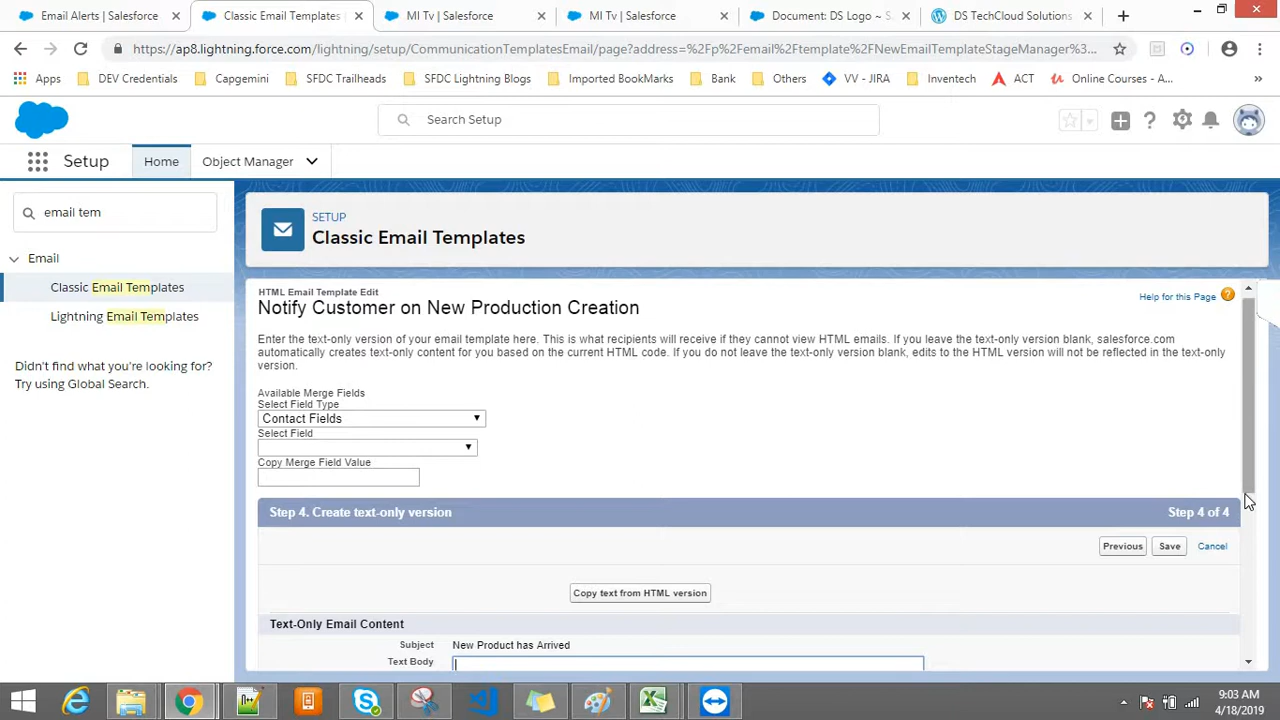 Email Alerts | Salesforce
Classic Email Templates
MI Tv | Salesforce
MI Tv | Salesforce
Document: DS Logo ~ S
DS TechCloud Solutions
https://ap8.lightning.force.com/lightning/setup/CommunicationTemplatesEmail/page?address=%2Fp%2Femail%2Ftemplate%2FNewEmailTemplateStageManager%3...
Apps
DEV Credentials
Capgemini
SFDC Trailheads
SFDC Lightning Blogs
Imported BookMarks
Bank
Others
VV - JIRA
Inventech
ACT
Online Courses - A...
Search Setup
Setup
Home
Object Manager
email tem
Email
Classic Email Templates
Lightning Email Templates
Didn't find what you're looking for?
Try using Global Search.
SETUP
Classic Email Templates
HTML Email Template Edit
Notify Customer on New Production Creation
Help for this Page
Enter the text-only version of your email template here. This is what recipients will receive if they cannot view HTML emails. If you leave the text-only version blank, salesforce.com
automatically creates text-only content for you based on the current HTML code. If you do not leave the text-only version blank, edits to the HTML version will not be reflected in the text-only
version.
Available Merge Fields
Select Field Type
Contact Fields
Select Field
Copy Merge Field Value
Step 4. Create text-only version
Step 4 of 4
Previous
Save
Cancel
Copy text from HTML version
Text-Only Email Content
Subject
New Product has Arrived
Text Body
9:03 AM
4/18/2019